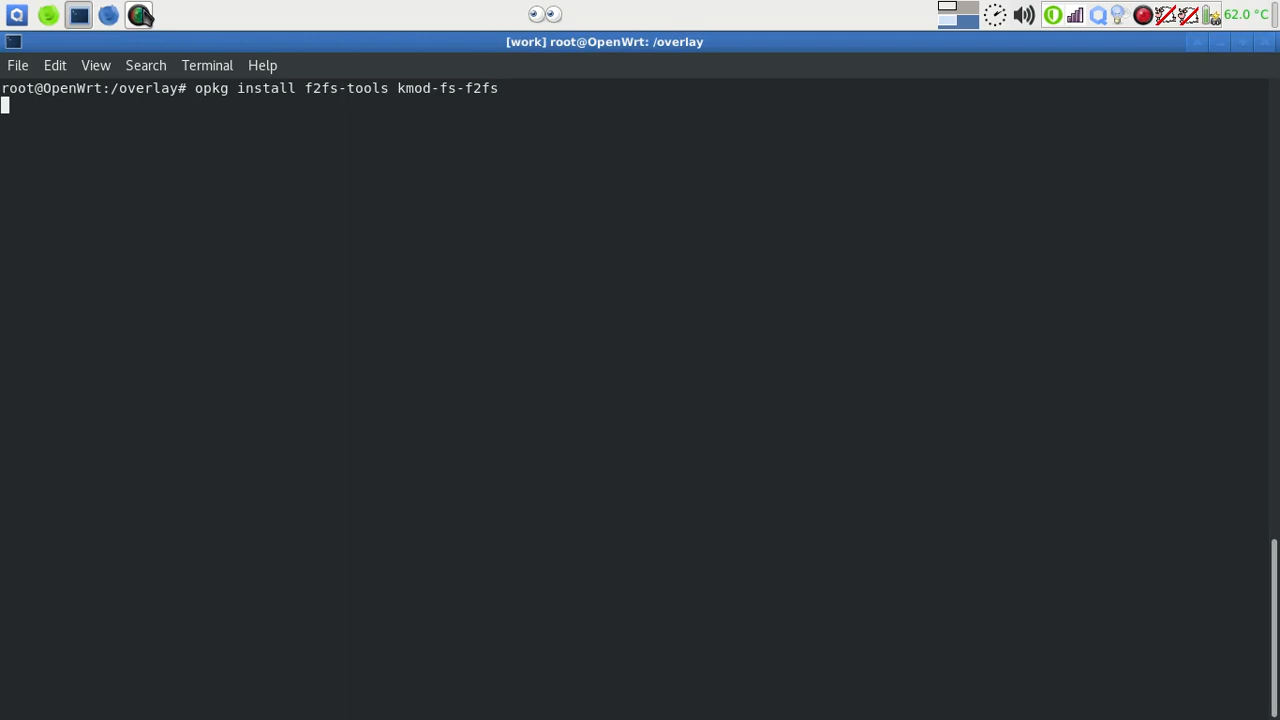 62.0 °C
[work] root@OpenWrt: /overlay
File Edit View Search Terminal Help
root@OpenWrt:/overlay# opkg install f2fs-tools kmod-fs-f2fs